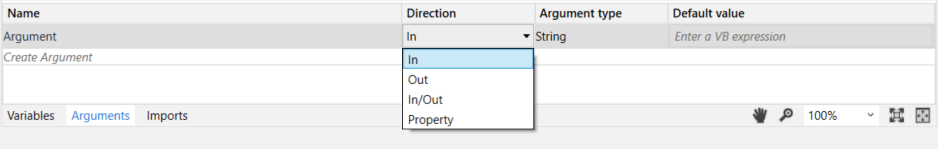 Name Direction Argument type Default value
Argument In String Enter a VB expression
Create Argument In
Out
In/Out
Property
Variables Arguments Imports 100%